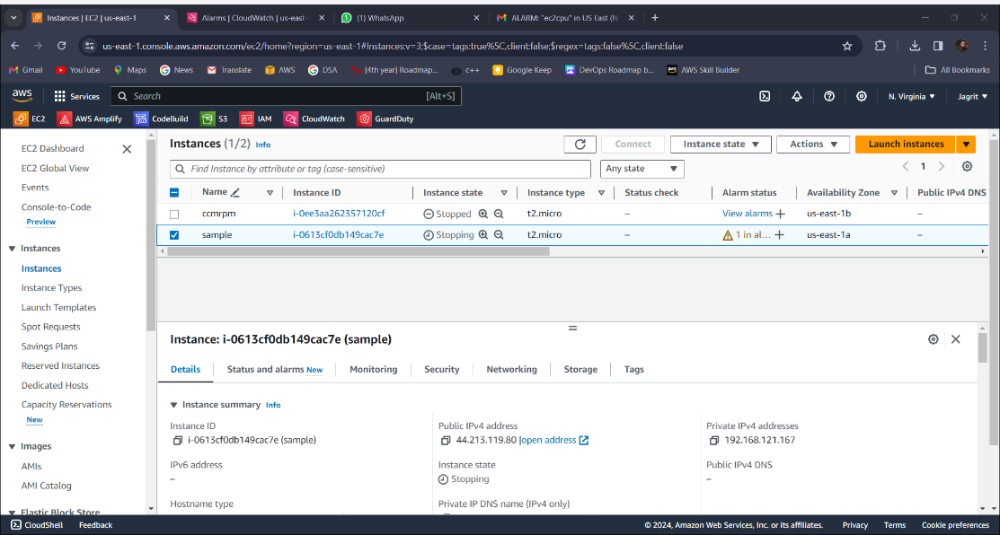 Instances | EC2 | us-east-1
Alarms | CloudWatch | us-east-1
(1) WhatsApp
ALARM: "ec2cpu" in US East (N.
us-east-1.console.aws.amazon.com/ec2/home?region=us-east-1#Instances:v=3;$case=tags:true%5C,client:false;$regex=tags:false%5C,client:false
Gmail YouTube Maps News Translate AWS DSA [4th year] Roadmap... c++ Google Keep DevOps Roadmap b... AWS Skill Builder All Bookmarks
aws Services Search [Alt+S] N. Virginia Jagrit
EC2 AWS Amplify CodeBuild S3 IAM CloudWatch GuardDuty
EC2 Dashboard
EC2 Global View
Events
Console-to-Code
Preview
Instances
Instances
Instance Types
Launch Templates
Spot Requests
Savings Plans
Reserved Instances
Dedicated Hosts
Capacity Reservations
New
Images
AMIs
AMI Catalog
Elastic Block Store
Instances (1/2) Info
Connect Instance state Actions Launch instances
Find Instance by attribute or tag (case-sensitive) Any state 1
Name Instance ID Instance state Instance type Status check Alarm status Availability Zone Public IPv4 DNS
ccmrpm i-0ee3aa262357120cf Stopped t2.micro – View alarms + us-east-1b –
sample i-0613cf0db149cac7e Stopping t2.micro – 1 in al... + us-east-1a –
Instance: i-0613cf0db149cac7e (sample)
Details Status and alarms New Monitoring Security Networking Storage Tags
Instance summary Info
Instance ID
i-0613cf0db149cac7e (sample)
Public IPv4 address
44.213.119.80 |open address
Private IPv4 addresses
192.168.121.167
IPv6 address
–
Instance state
Stopping
Public IPv4 DNS
–
Hostname type
Private IP DNS name (IPv4 only)
CloudShell Feedback © 2024, Amazon Web Services, Inc. or its affiliates. Privacy Terms Cookie preferences